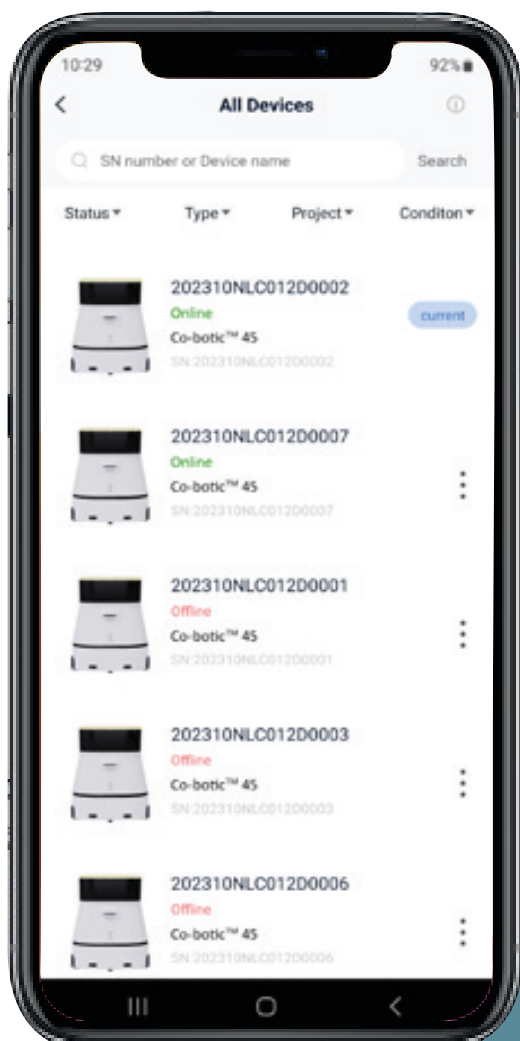 10:29
92%
All Devices
SN number or Device name
Search
Status
Type
Project
Conditon
202310NLC012D0002
Online
current
Co-botic™ 45
SN:202310NLC012D0002
202310NLC012D0007
Online
Co-botic™ 45
SN:202310NLC012D0007
202310NLC012D0001
Offline
Co-botic™ 45
SN:202310NLC012D0001
202310NLC012D0003
Offline
Co-botic™ 45
SN:202310NLC012D0003
202310NLC012D0006
Offline
Co-botic™ 45
SN:202310NLC012D0006